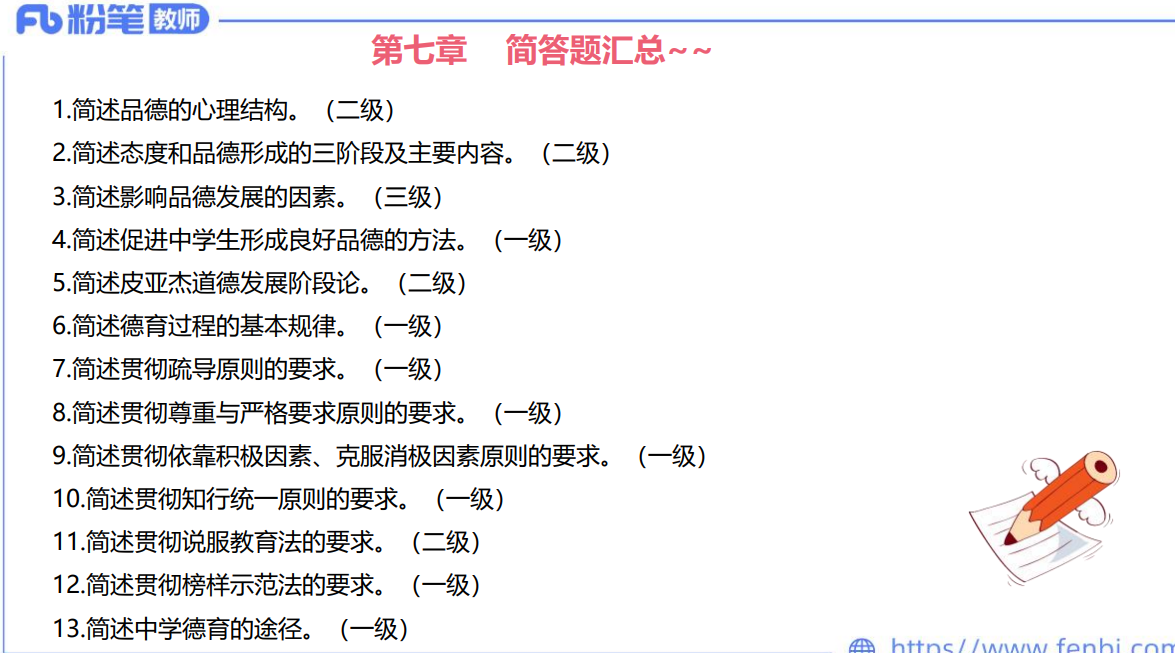 粉笔教师
第七章 简答题汇总~~
1.简述品德的心理结构。（二级）
2.简述态度和品德形成的三阶段及主要内容。（二级）
3.简述影响品德发展的因素。（三级）
4.简述促进中学生形成良好品德的方法。（一级）
5.简述皮亚杰道德发展阶段论。（二级）
6.简述德育过程的基本规律。（一级）
7.简述贯彻疏导原则的要求。（一级）
8.简述贯彻尊重与严格要求原则的要求。（一级）
9.简述贯彻依靠积极因素、克服消极因素原则的要求。（一级）
10.简述贯彻知行统一原则的要求。（一级）
11.简述贯彻说服教育法的要求。（二级）
12.简述贯彻榜样示范法的要求。（一级）
13.简述中学德育的途径。（一级）
https//www.fenbi.com